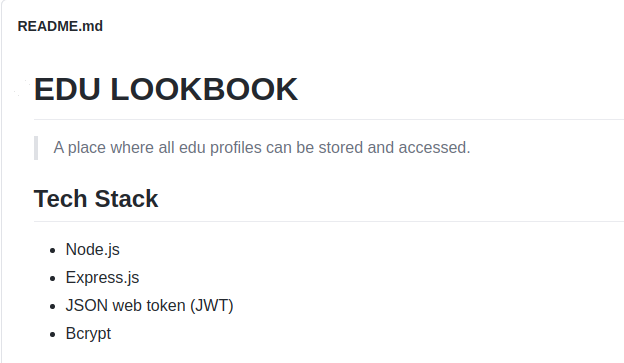 README.md
EDU LOOKBOOK
A place where all edu profiles can be stored and accessed.
Tech Stack
Node.js
Express.js
JSON web token (JWT)
Bcrypt